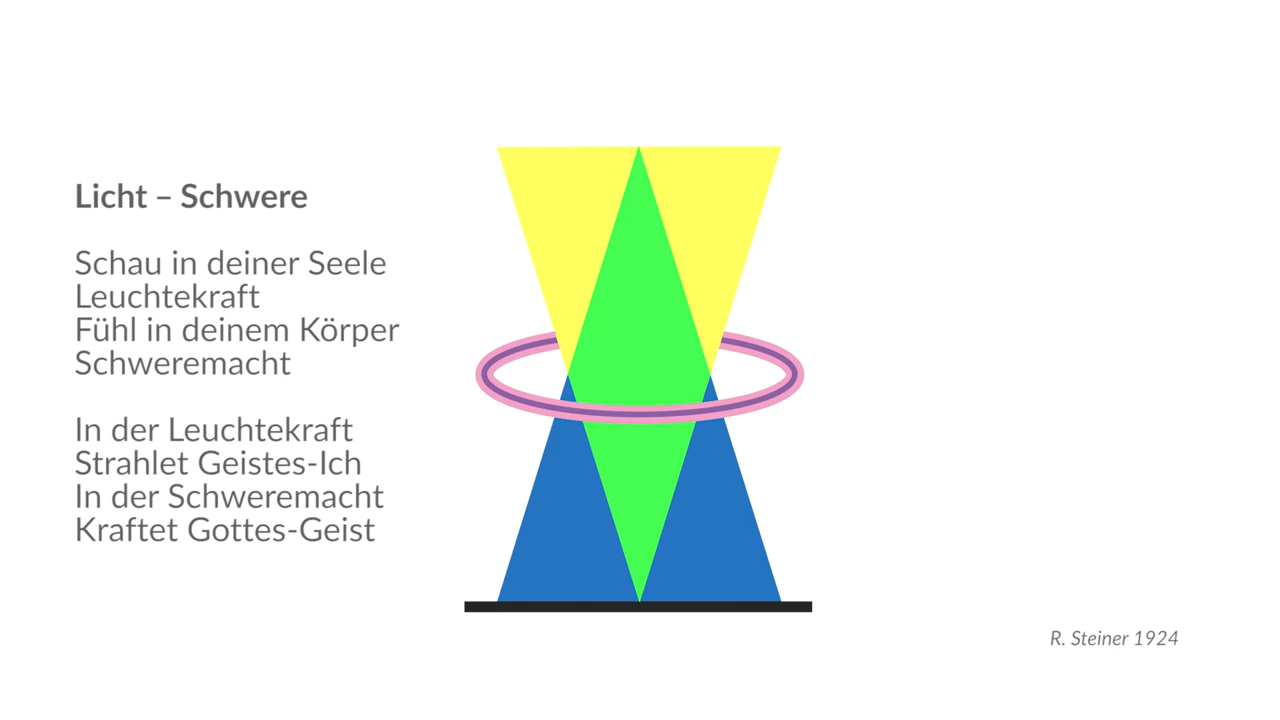 Licht – Schwere
Schau in deiner Seele
Leuchtekraft
Fühl in deinem Körper
Schweremacht
In der Leuchtekraft
Strahlet Geistes-Ich
In der Schweremacht
Kraftet Gottes-Geist
R. Steiner 1924